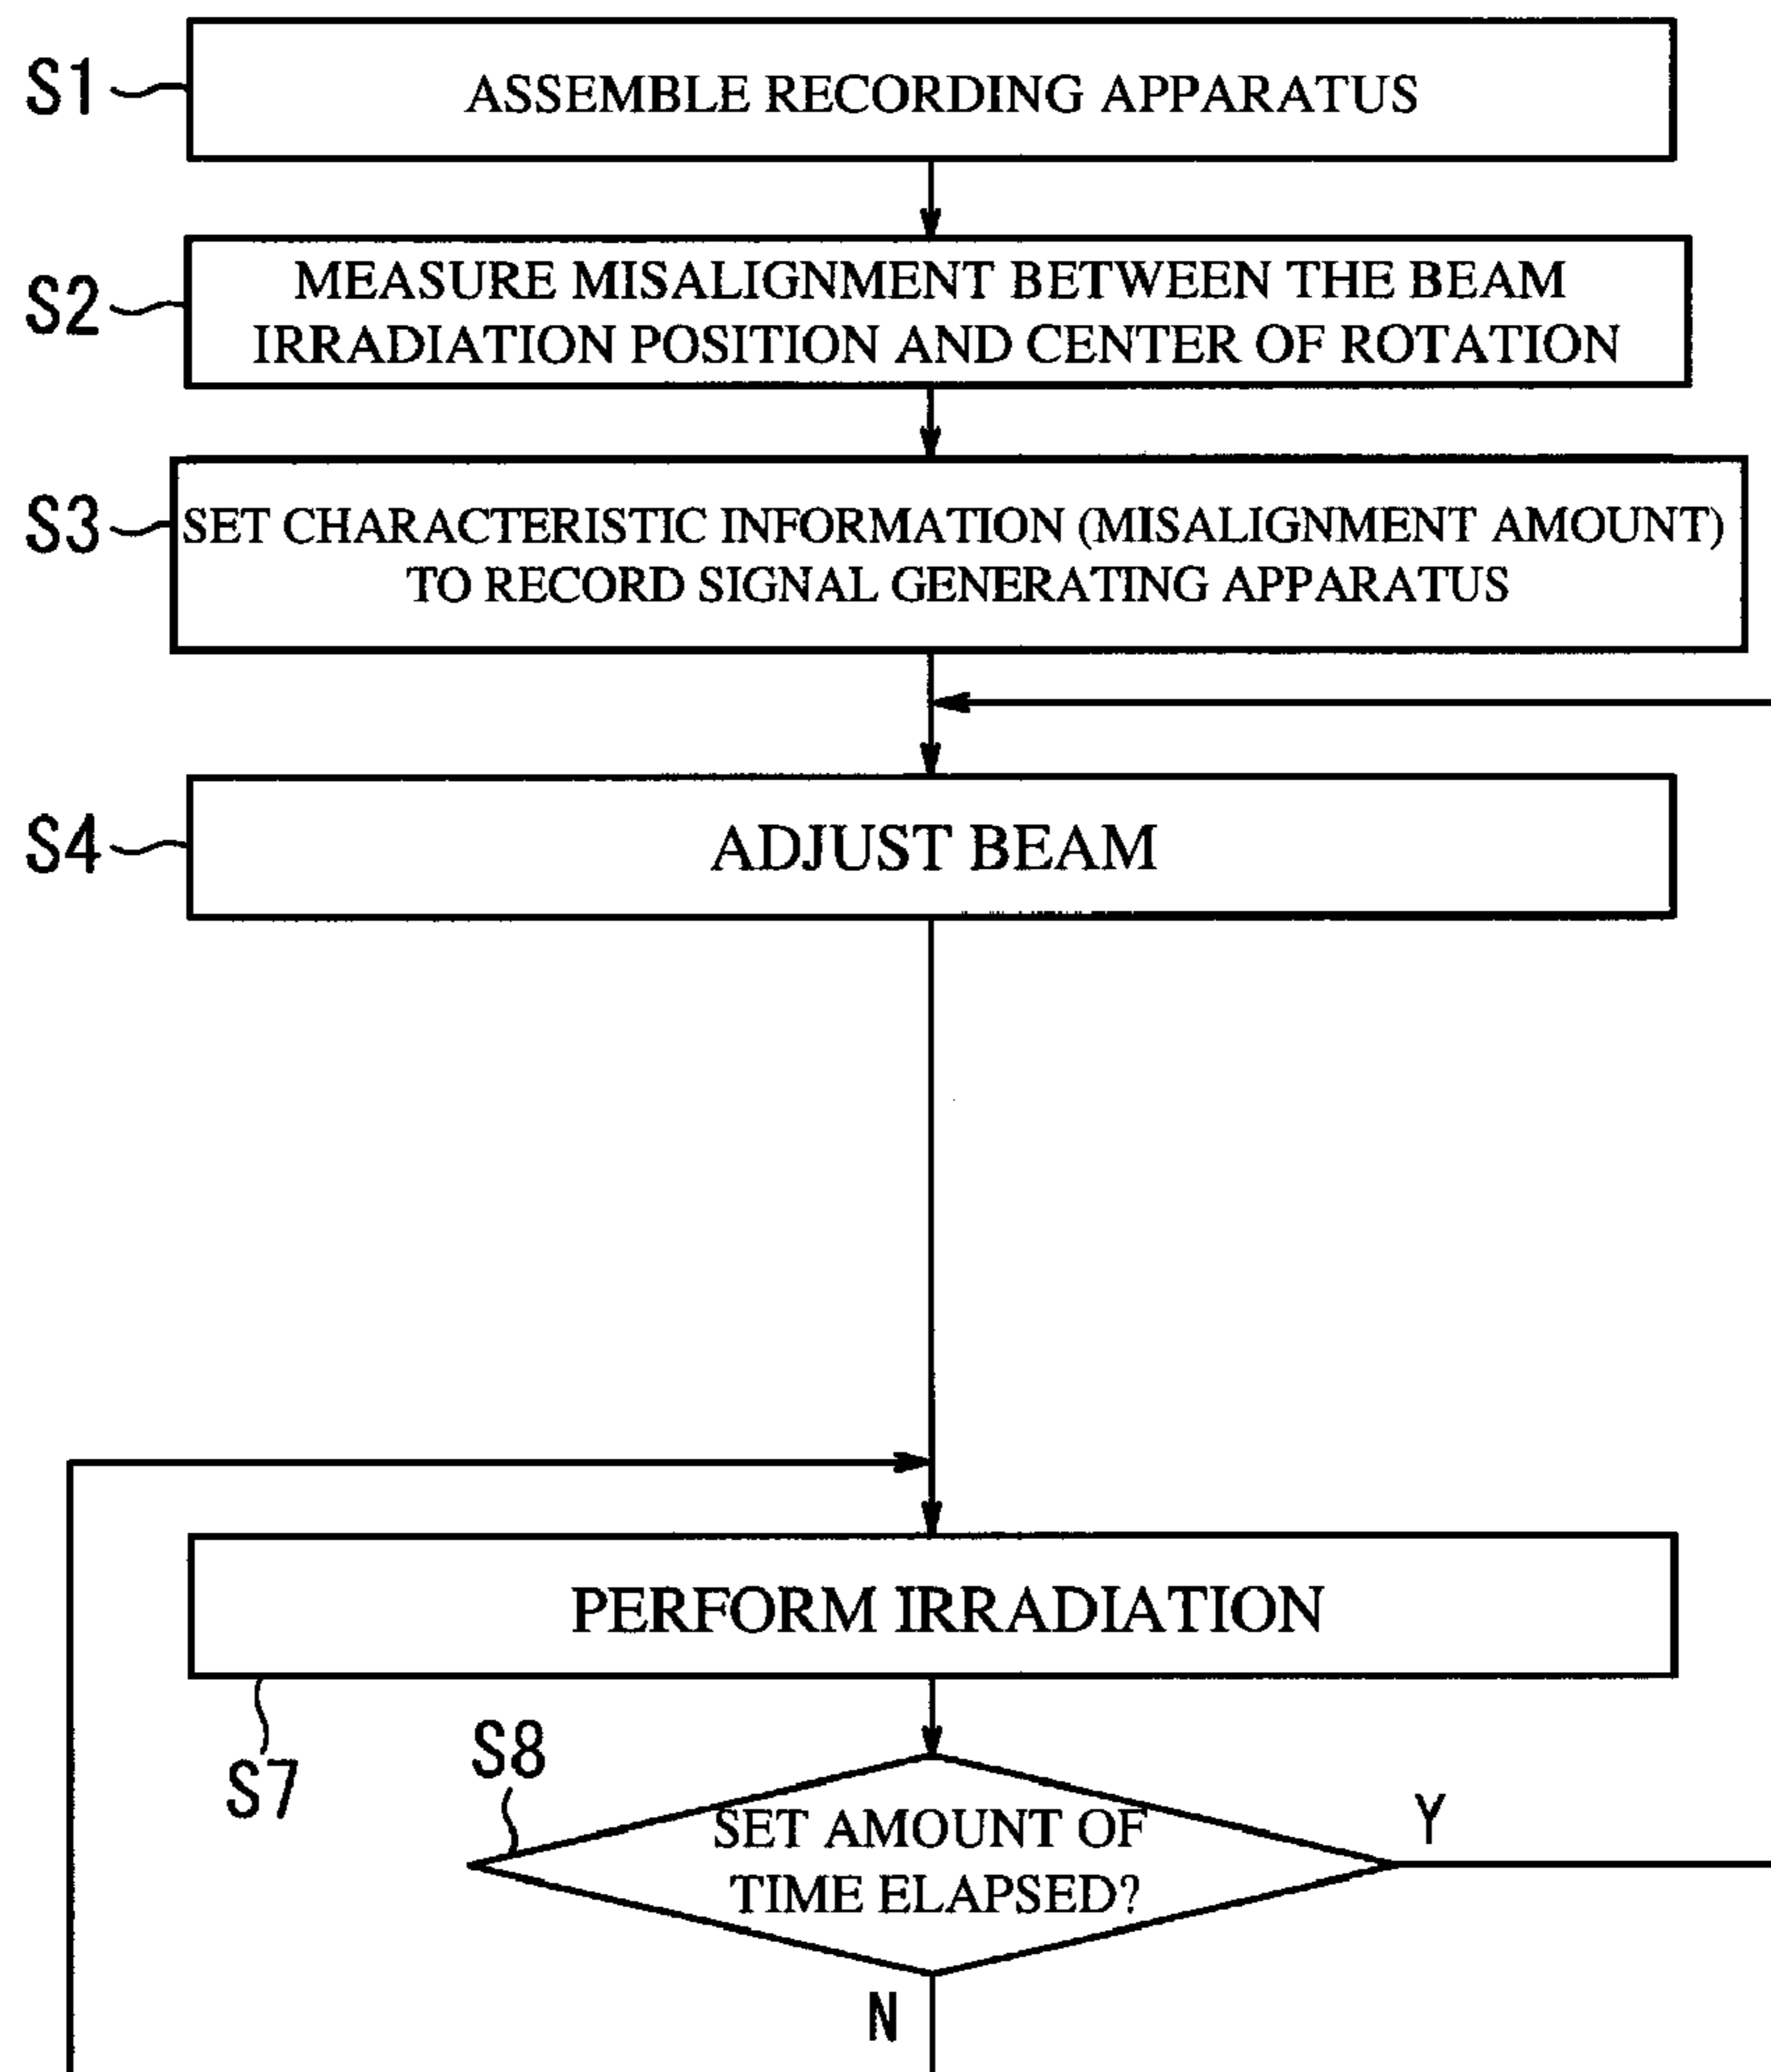 S1
ASSEMBLE RECORDING APPARATUS
S2
MEASURE MISALIGNMENT BETWEEN THE BEAM
IRRADIATION POSITION AND CENTER OF ROTATION
S3
SET CHARACTERISTIC INFORMATION (MISALIGNMENT AMOUNT)
TO RECORD SIGNAL GENERATING APPARATUS
S4
ADJUST BEAM
PERFORM IRRADIATION
S7
S8
SET AMOUNT OF
TIME ELAPSED?
Y
N